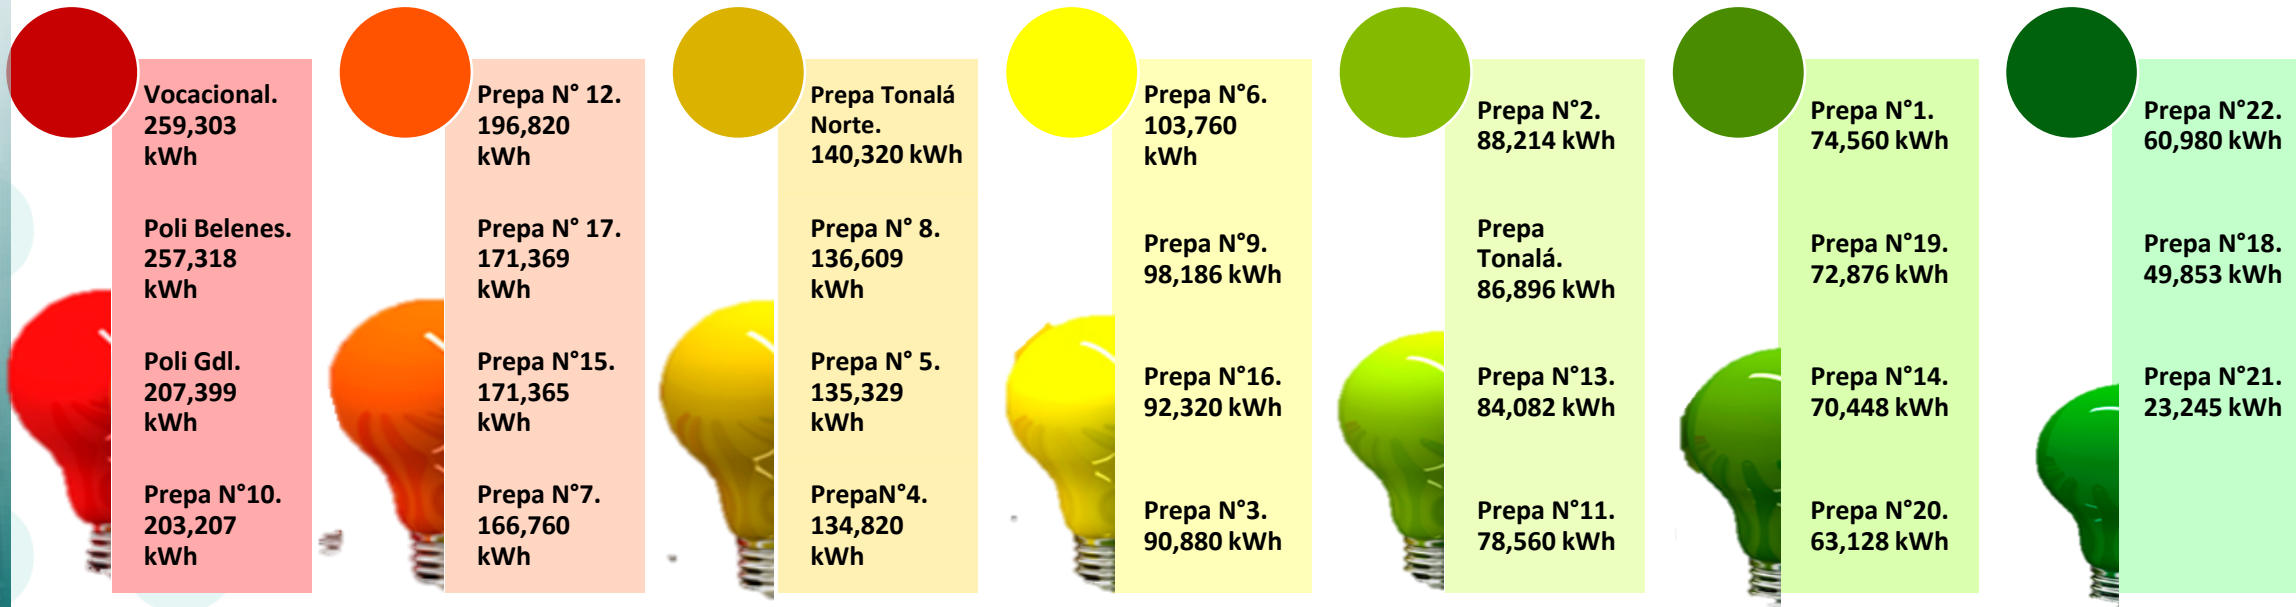 Vocacional.
259,303
kWh
Poli Belenes.
257,318
kWh
Poli Gdl.
207,399
kWh
Prepa N°10.
203,207
kWh
Prepa N° 12.
196,820
kWh
Prepa N° 17.
171,369
kWh
Prepa N°15.
171,365
kWh
Prepa N°7.
166,760
kWh
Prepa Tonalá
Norte.
140,320 kWh
Prepa N° 8.
136,609
kWh
Prepa N° 5.
135,329
kWh
PrepaN°4.
134,820
kWh
Prepa N°6.
103,760
kWh
Prepa N°9.
98,186 kWh
Prepa N°16.
92,320 kWh
Prepa N°3.
90,880 kWh
Prepa N°2.
88,214 kWh
Prepa
Tonalá.
86,896 kWh
Prepa N°13.
84,082 kWh
Prepa N°11.
78,560 kWh
Prepa N°1.
74,560 kWh
Prepa N°19.
72,876 kWh
Prepa N°14.
70,448 kWh
Prepa N°20.
63,128 kWh
Prepa N°22.
60,980 kWh
Prepa N°18.
49,853 kWh
Prepa N°21.
23,245 kWh